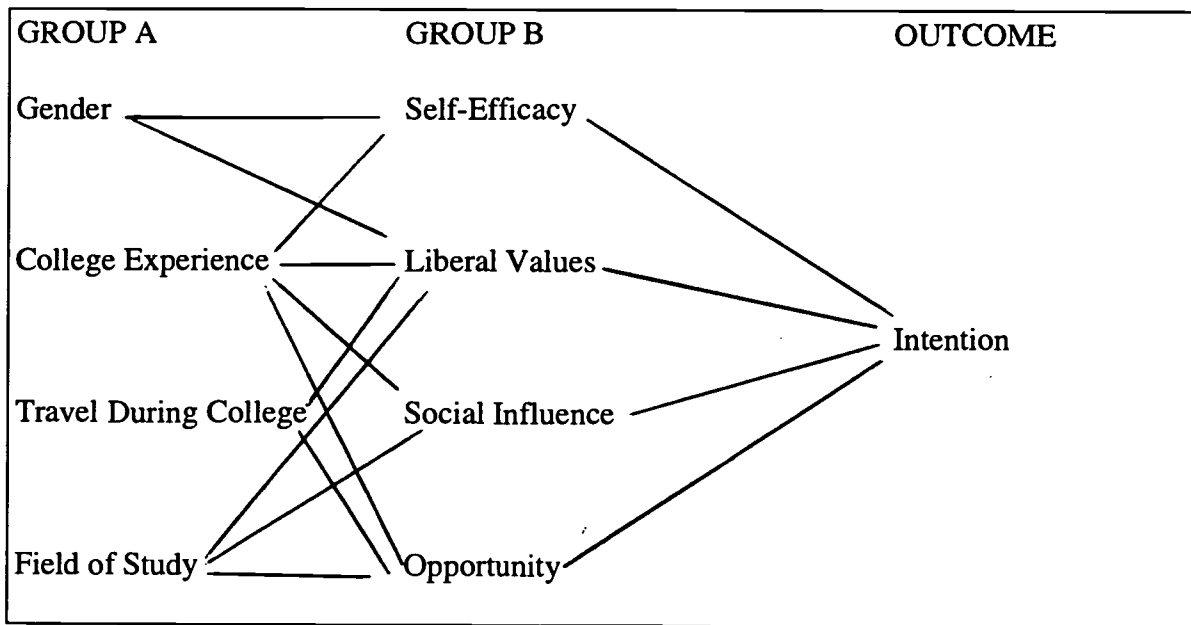 GROUP A GROUP B OUTCOME
Gender Self-Efficacy
College Experience Liberal Values
Intention
Travel During College Social Influence
Field of Study Opportunity